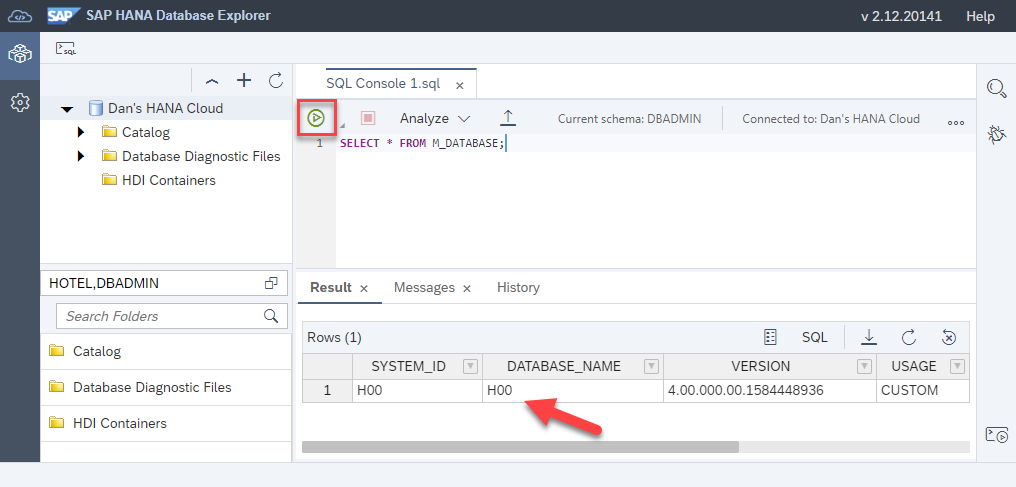 SAP SAP HANA Database Explorer v 2.12.20141 Help
SQL
Dan's HANA Cloud
Catalog
Database Diagnostic Files
HDI Containers
HOTEL,DBADMIN
Search Folders
Catalog
Database Diagnostic Files
HDI Containers
SQL Console 1.sql ×
Analyze Current schema: DBADMIN Connected to: Dan's HANA Cloud
1 SELECT * FROM M_DATABASE;
Result × Messages × History
Rows (1) SQL
SYSTEM_ID DATABASE_NAME VERSION USAGE
1 H00 H00 4.00.000.00.1584448936 CUSTOM